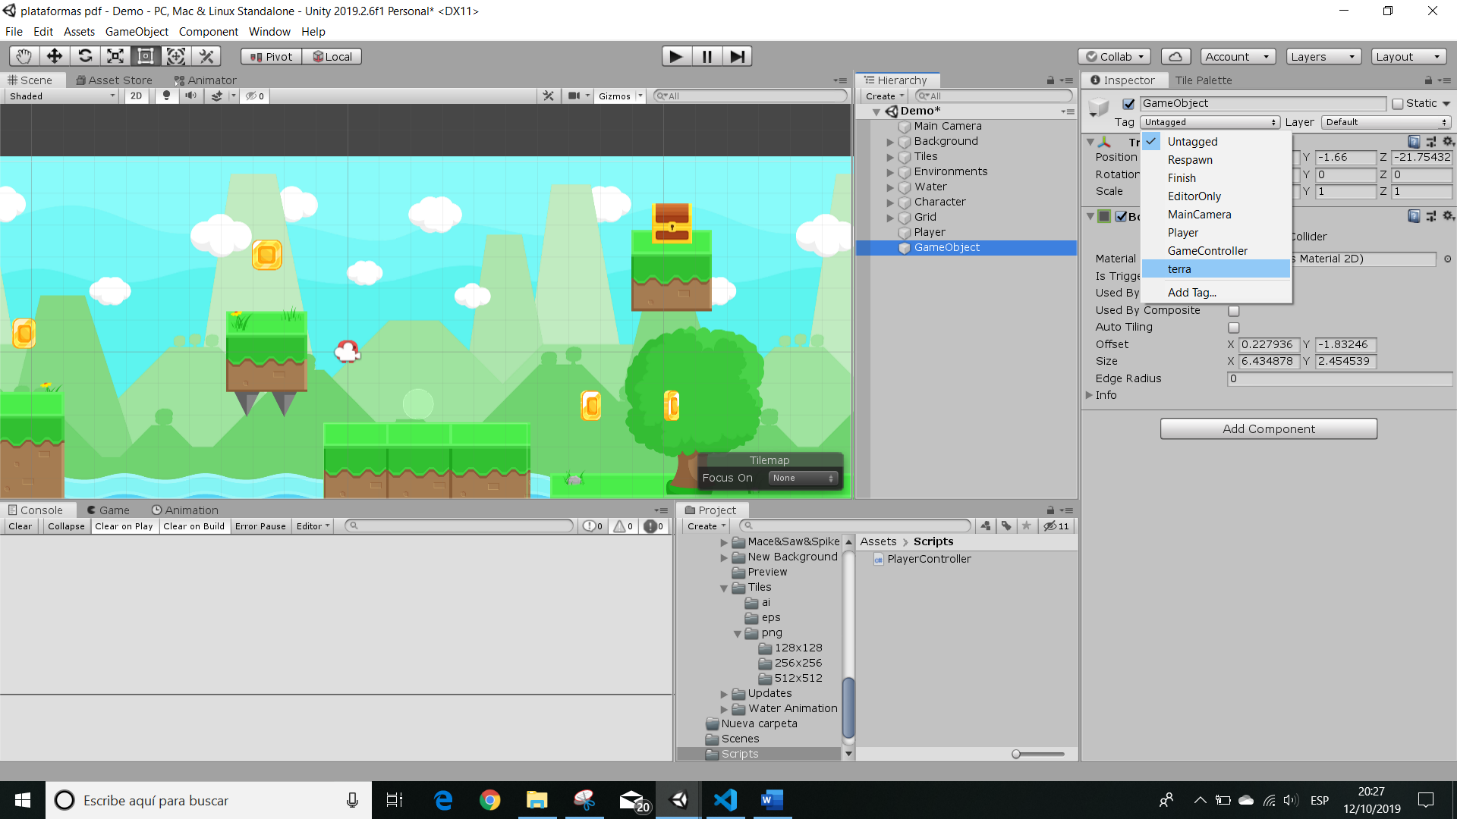 plataformas pdf - Demo - PC, Mac & Linux Standalone - Unity 2019.2.6f1 Personal* <DX11>
File Edit Assets GameObject Component Window Help
Pivot Local Collab Account Layers Layout
Scene Asset Store Animator
Shaded 2D 0 Gizmos All
Hierarchy
Create All
Demo*
Main Camera
Background
Tiles
Environments
Water
Character
Grid
Player
GameObject
Tilemap
Focus On None
Inspector Tile Palette
GameObject Static
Tag Untagged Layer Default
Untagged
Respawn
Finish
EditorOnly
MainCamera
Player
GameController
terra
Add Tag...
Position Y -1.66 Z -21.75432
Rotation Y 0 Z 0
Scale Y 1 Z 1
Collider
Material Material 2D)
Is Trigge
Used By
Used By Composite
Auto Tiling
Offset X 0.227936 Y -1.83246
Size X 6.434878 Y 2.454539
Edge Radius 0
Info
Add Component
Console Game Animation
Clear Collapse Clear on Play Clear on Build Error Pause Editor 0 0 0
Project
Create 11
Mace&Saw&Spike
New Background
Preview
Tiles
ai
eps
png
128x128
256x256
512x512
Updates
Water Animation
Nueva carpeta
Scenes
Scripts
Assets > Scripts
PlayerController
Escribe aquí para buscar
20
ESP
20:27
12/10/2019